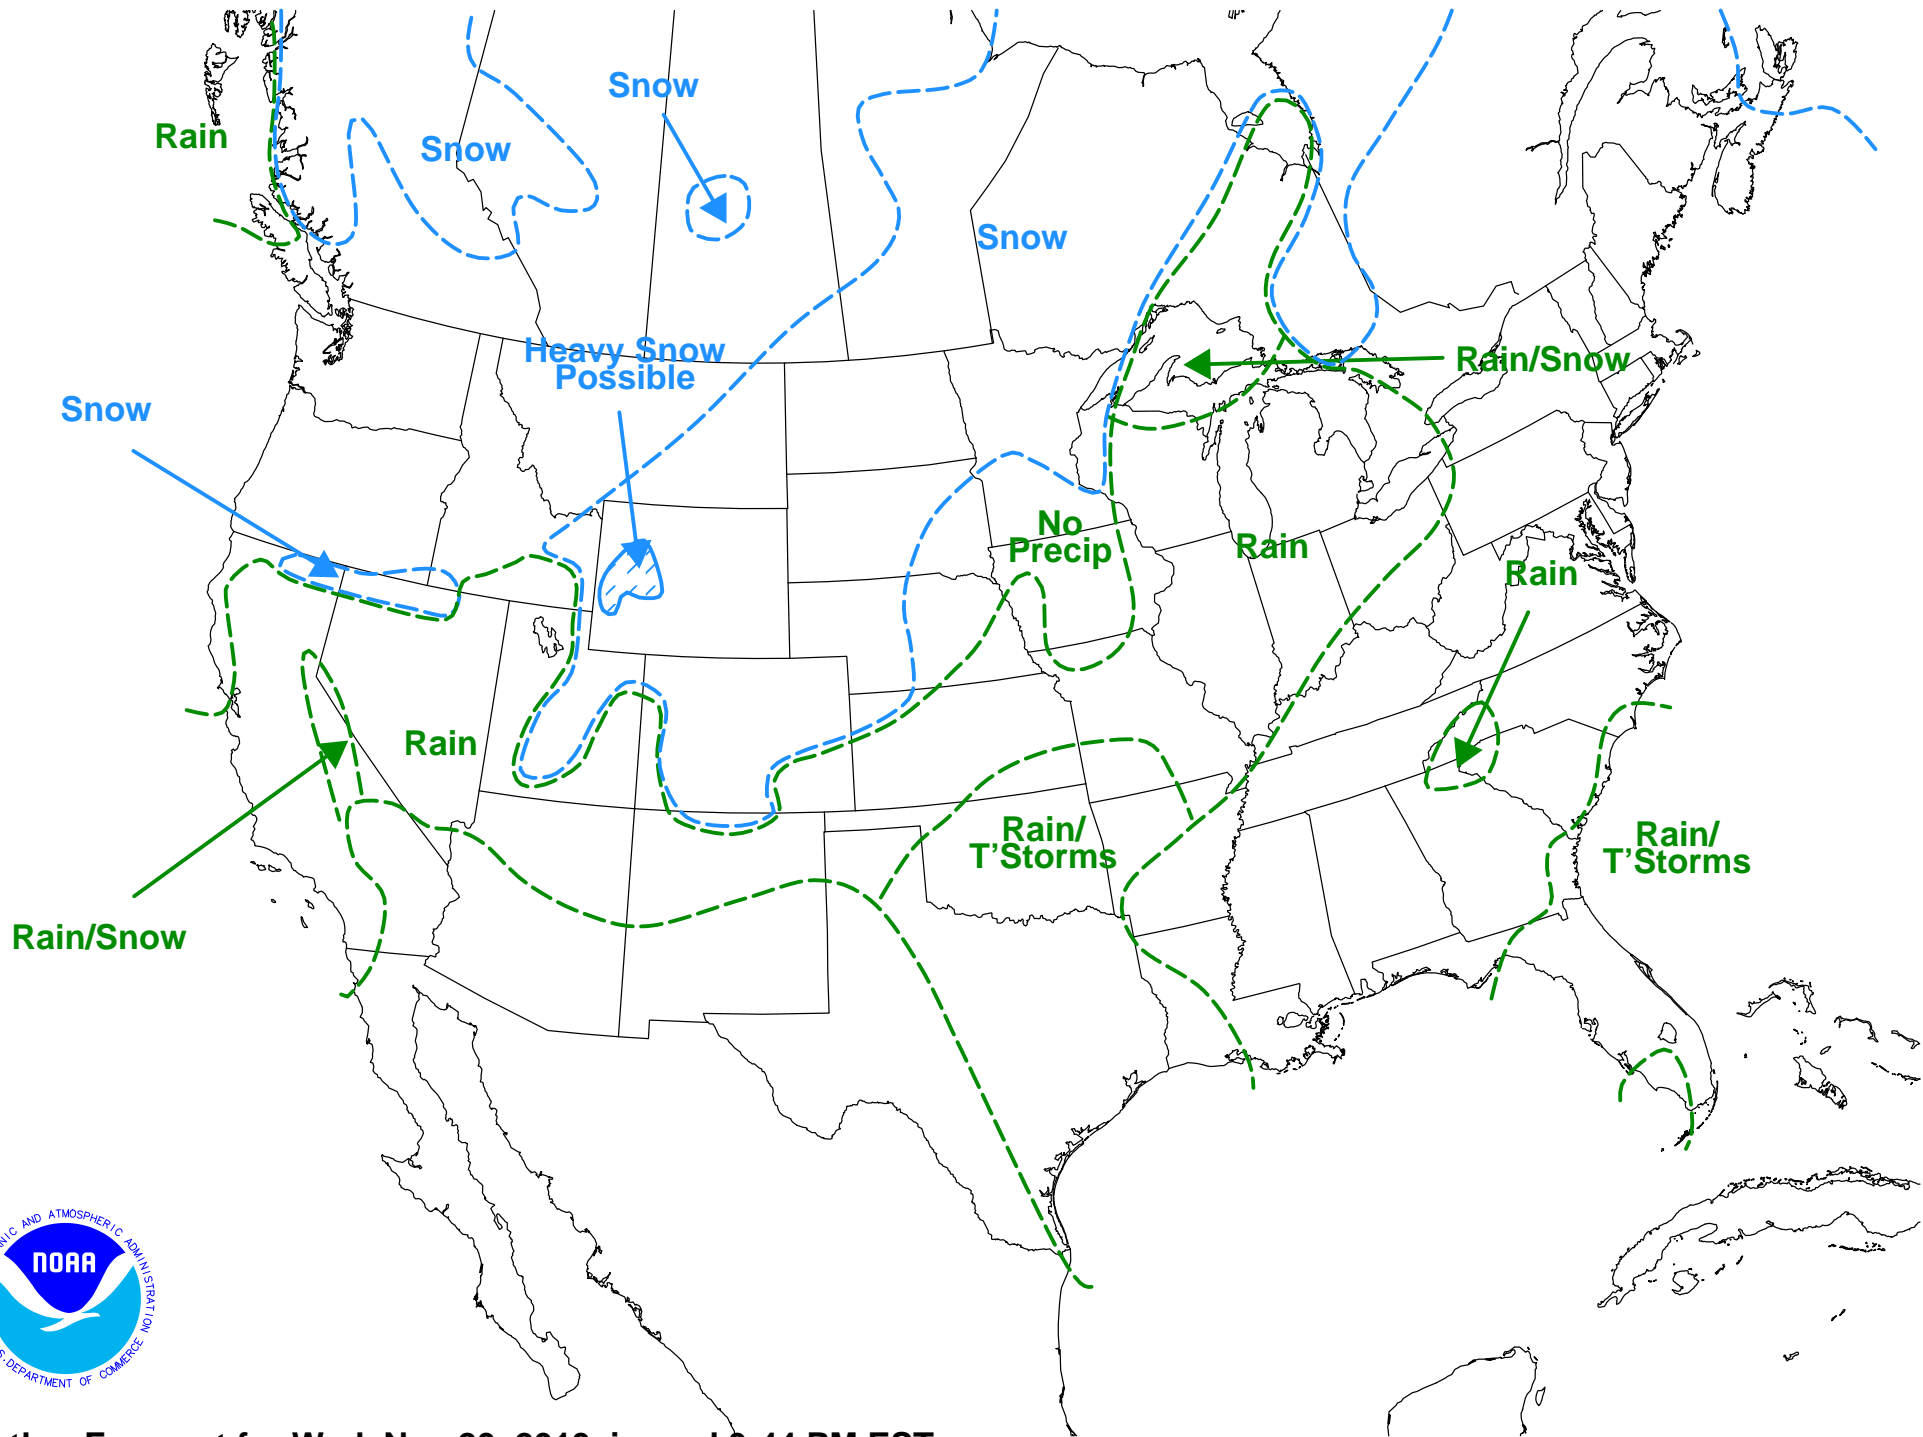 Snow
Rain
Snow
Snow
Heavy Snow
Possible
Rain/Snow
Snow
No
Precip
Rain
Rain
Rain
Rain/
T'Storms
Rain/
T'Storms
Rain/Snow
AND ATMOSPHERIC ADMINISTRATION
NOAA
DEPARTMENT OF COMMERCE